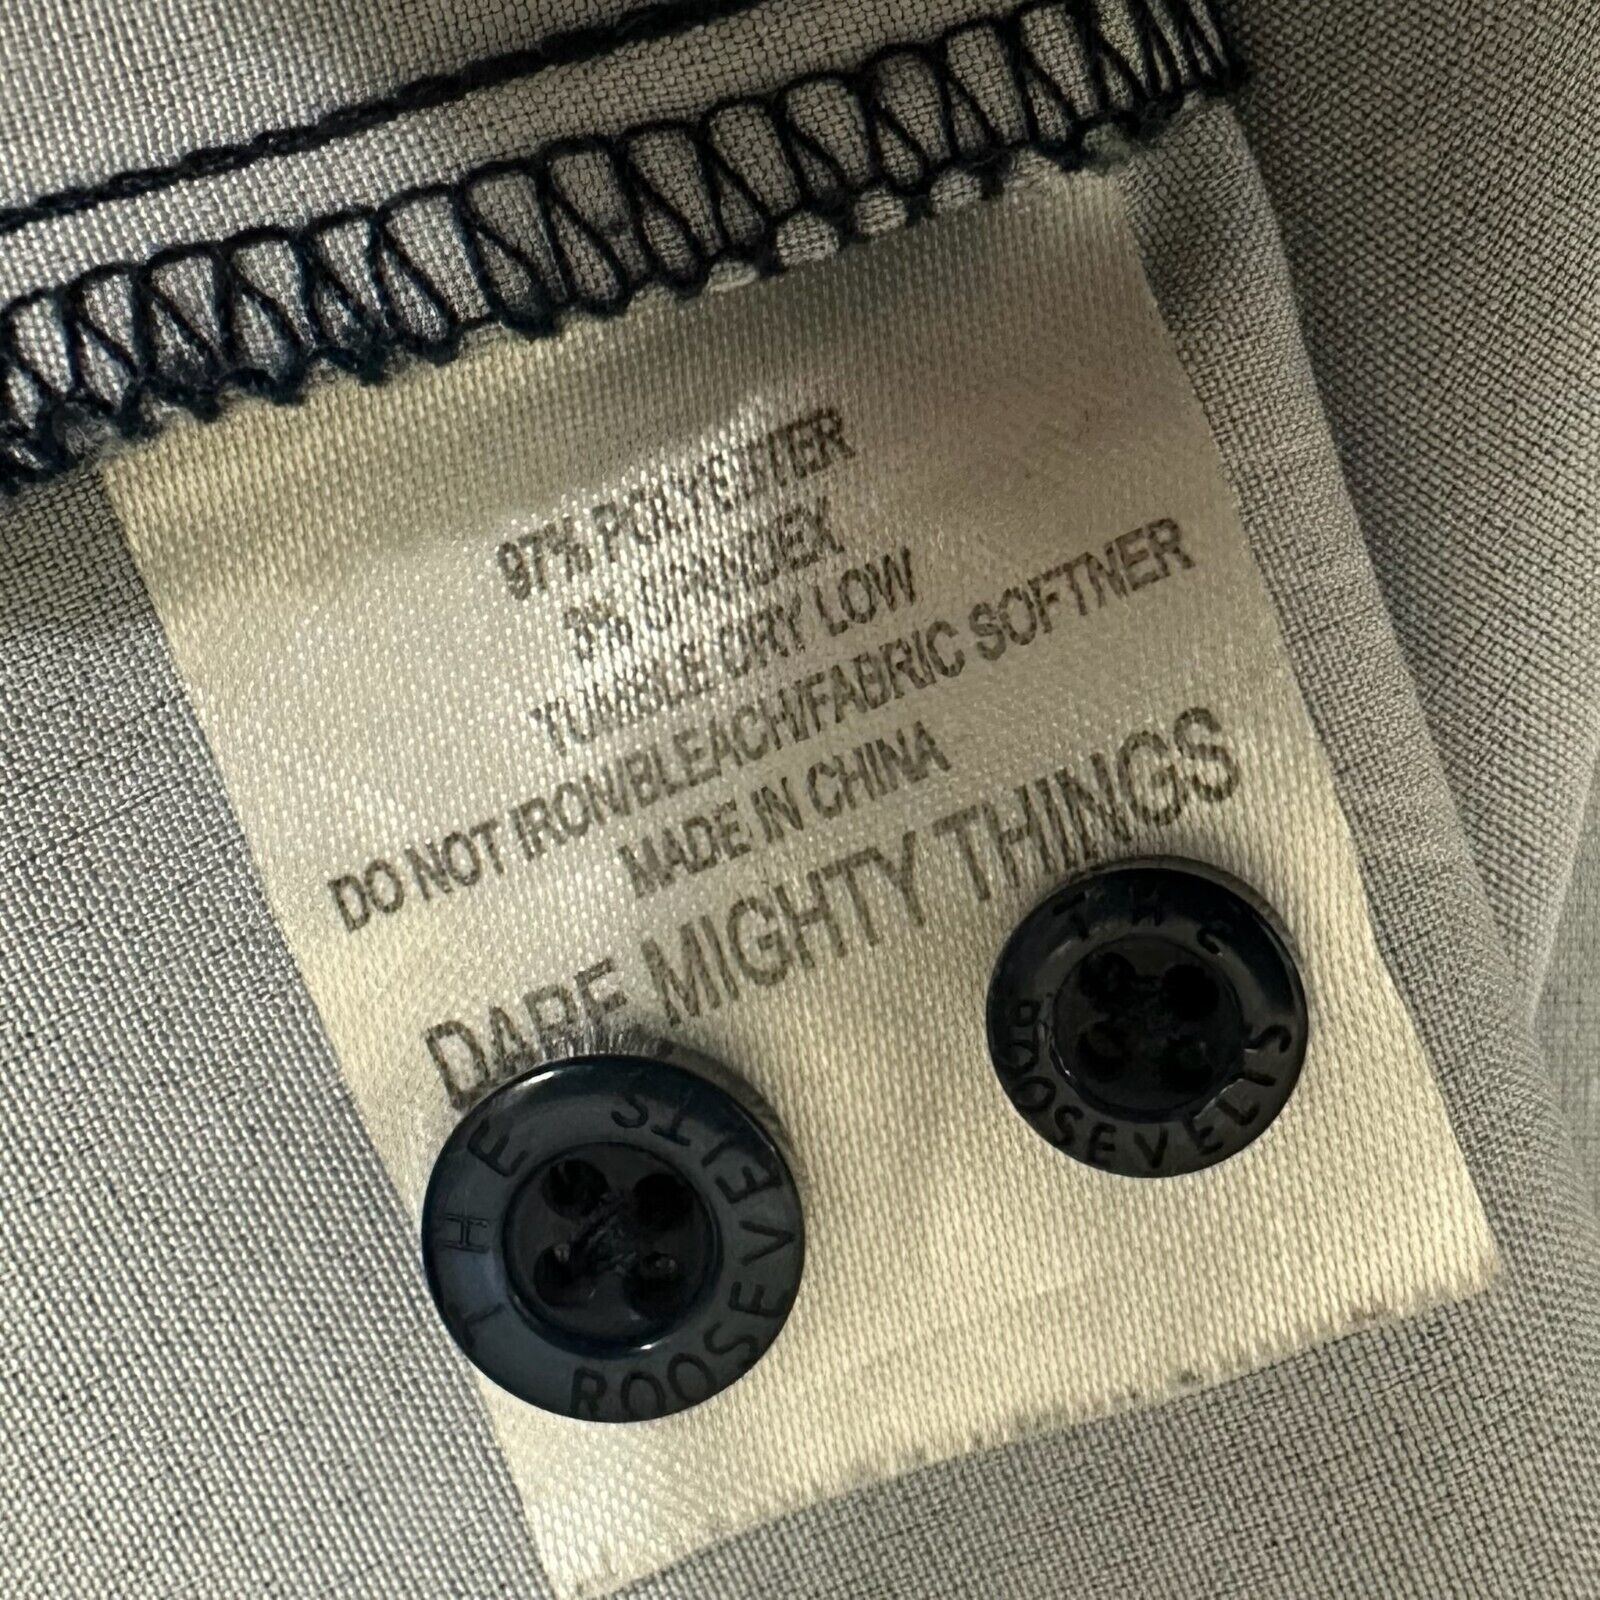 97% POLYESTER
3% SPANDEX
TUMBLE DRY LOW
DO NOT IRON/BLEACH/FABRIC SOFTNER
MADE IN CHINA
DARE MIGHTY THINGS
THE ROOSEVELTS
THE ROOSEVELTS